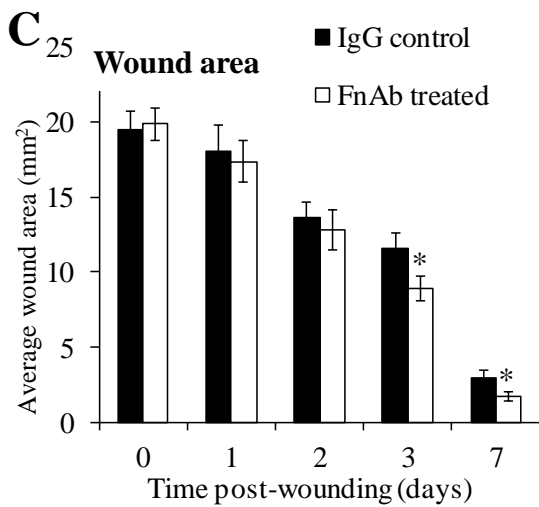 C
Wound area
IgG control
FnAb treated
Average wound area (mm²)
25
20
15
10
5
0
*
*
0 1 2 3 7
Time post-wounding (days)